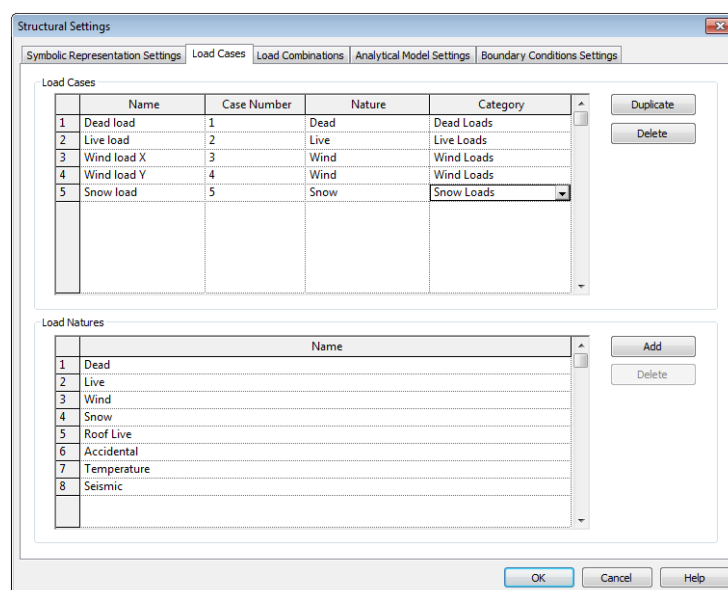 Structural Settings
Symbolic Representation Settings Load Cases Load Combinations Analytical Model Settings Boundary Conditions Settings
Load Cases
Name Case Number Nature Category
Duplicate
1 Dead load 1 Dead Dead Loads
2 Live load 2 Live Live Loads
Delete
3 Wind load X 3 Wind Wind Loads
4 Wind load Y 4 Wind Wind Loads
5 Snow load 5 Snow Snow Loads
Load Natures
Name
Add
1 Dead
2 Live
Delete
3 Wind
4 Snow
5 Roof Live
6 Accidental
7 Temperature
8 Seismic
OK Cancel Help